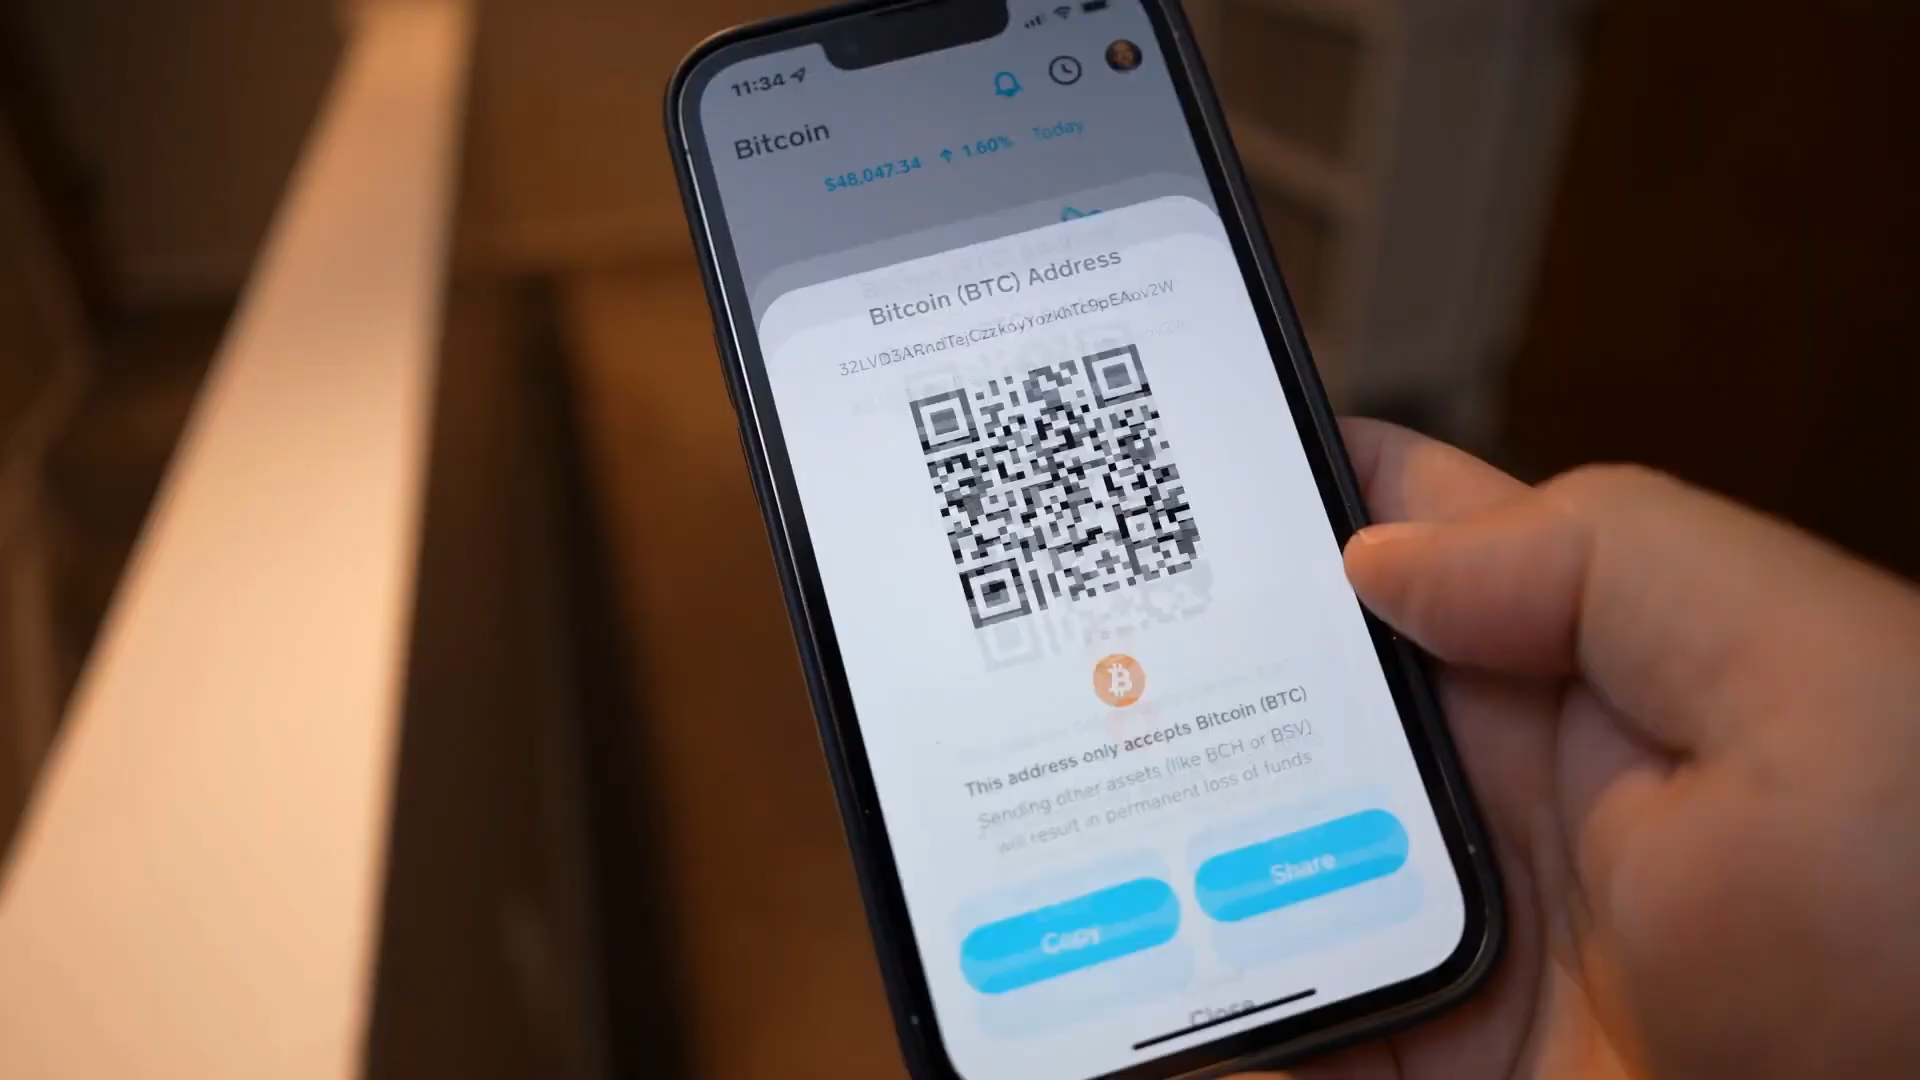 11:34
Bitcoin
$48,047.34 ↑ 1.60% Today
Bitcoin (BTC) Address
32LVD3ARndTejCzzkayYozkhTc9pEAov2W
This address only accepts Bitcoin (BTC)
Sending other assets (like BCH or BSV)
will result in permanent loss of funds
Copy
Share
Close